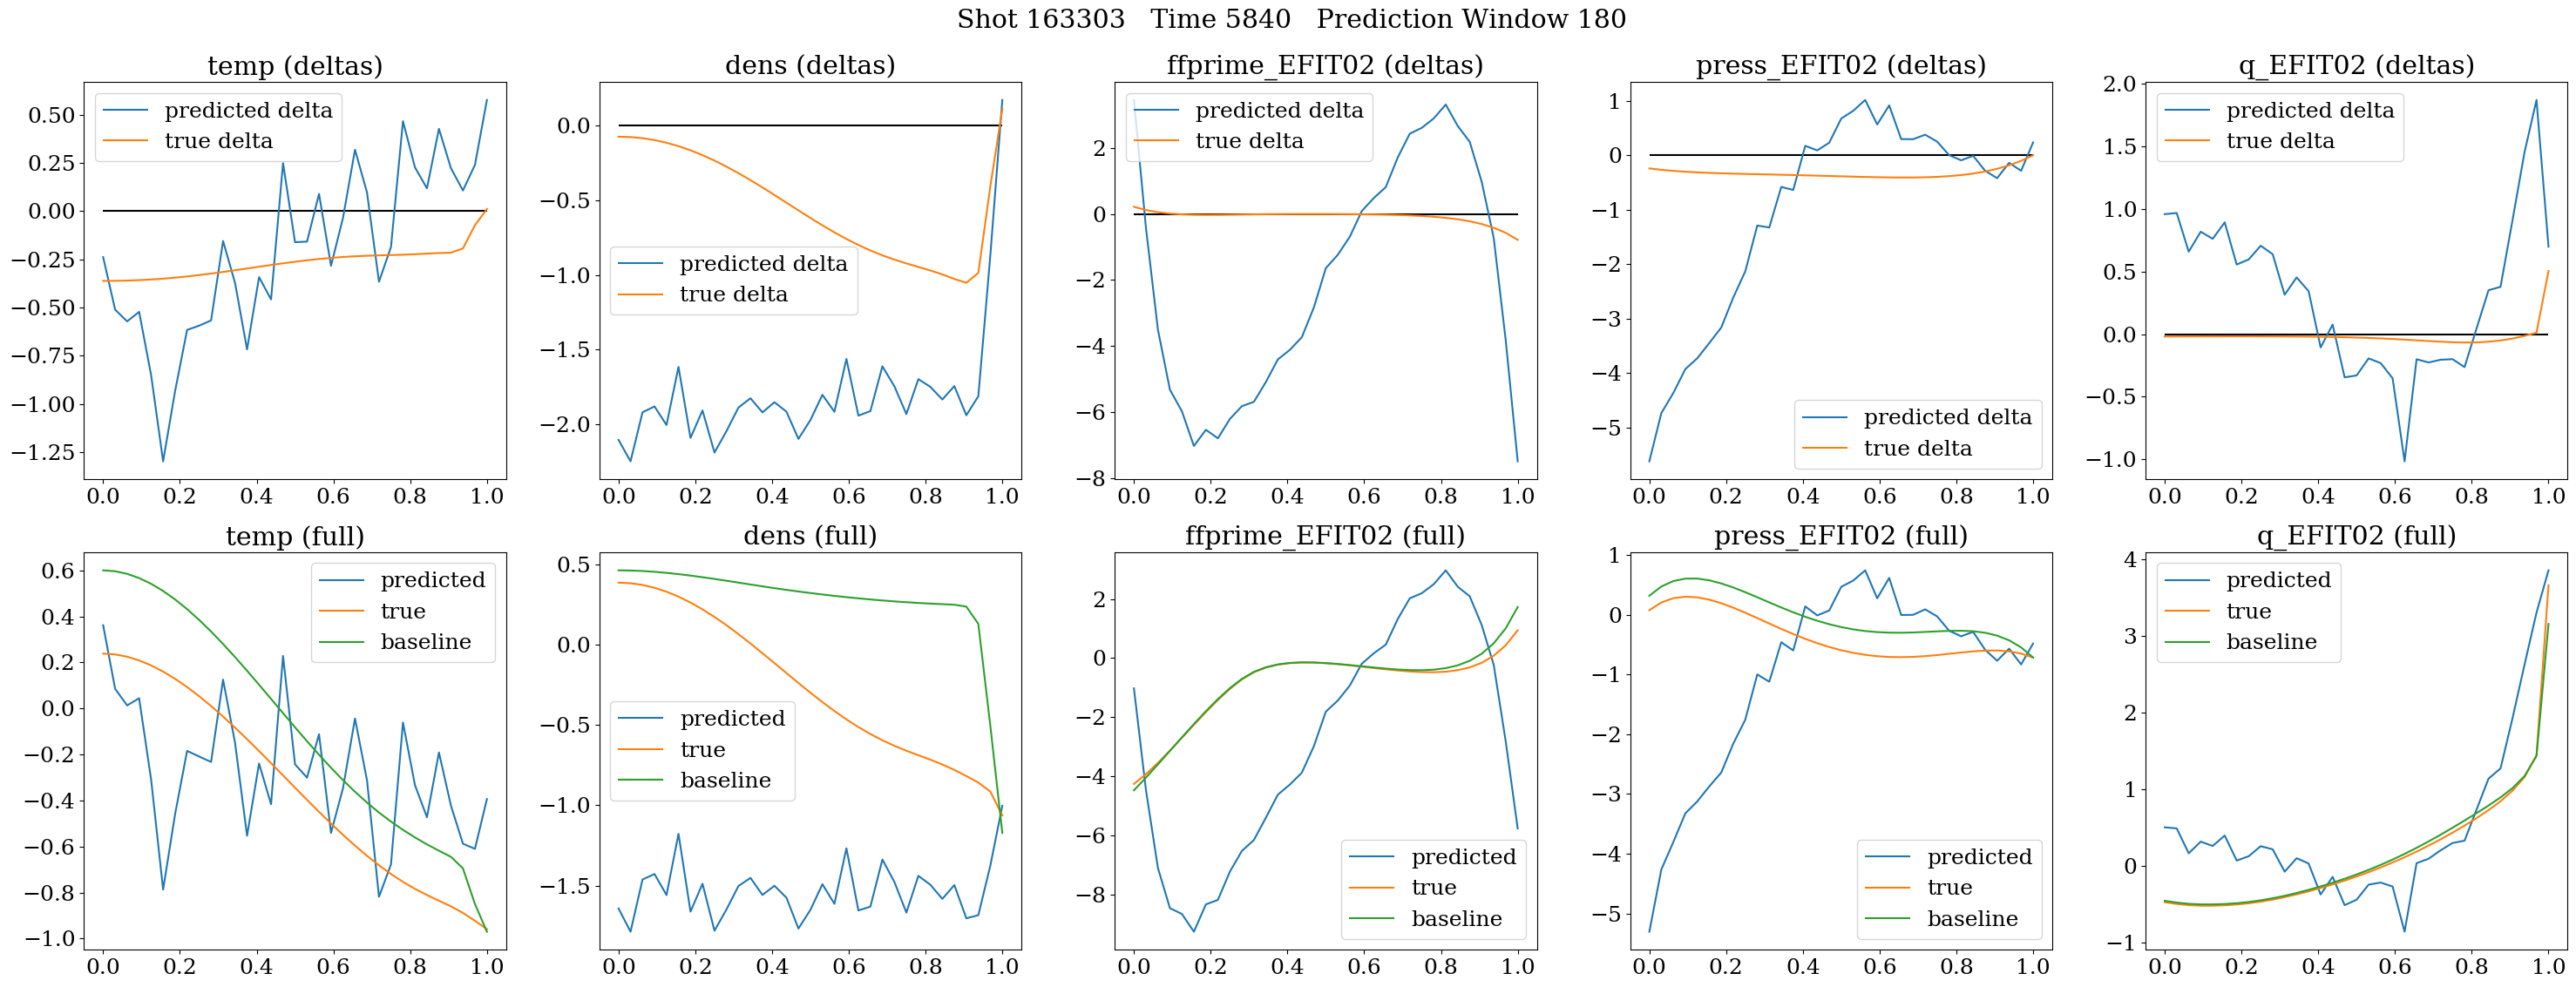 Shot 163303   Time 5840   Prediction Window 180
temp (deltas)
predicted delta
true delta
0.50
0.25
0.00
−0.25
−0.50
−0.75
−1.00
−1.25
0.0 0.2 0.4 0.6 0.8 1.0
dens (deltas)
predicted delta
true delta
0.0
−0.5
−1.0
−1.5
−2.0
0.0 0.2 0.4 0.6 0.8 1.0
ffprime_EFIT02 (deltas)
predicted delta
true delta
2
0
−2
−4
−6
−8
0.0 0.2 0.4 0.6 0.8 1.0
press_EFIT02 (deltas)
predicted delta
true delta
1
0
−1
−2
−3
−4
−5
0.0 0.2 0.4 0.6 0.8 1.0
q_EFIT02 (deltas)
predicted delta
true delta
2.0
1.5
1.0
0.5
0.0
−0.5
−1.0
0.0 0.2 0.4 0.6 0.8 1.0
temp (full)
predicted
true
baseline
0.6
0.4
0.2
0.0
−0.2
−0.4
−0.6
−0.8
−1.0
0.0 0.2 0.4 0.6 0.8 1.0
dens (full)
predicted
true
baseline
0.5
0.0
−0.5
−1.0
−1.5
0.0 0.2 0.4 0.6 0.8 1.0
ffprime_EFIT02 (full)
predicted
true
baseline
2
0
−2
−4
−6
−8
0.0 0.2 0.4 0.6 0.8 1.0
press_EFIT02 (full)
predicted
true
baseline
1
0
−1
−2
−3
−4
−5
0.0 0.2 0.4 0.6 0.8 1.0
q_EFIT02 (full)
predicted
true
baseline
4
3
2
1
0
−1
0.0 0.2 0.4 0.6 0.8 1.0